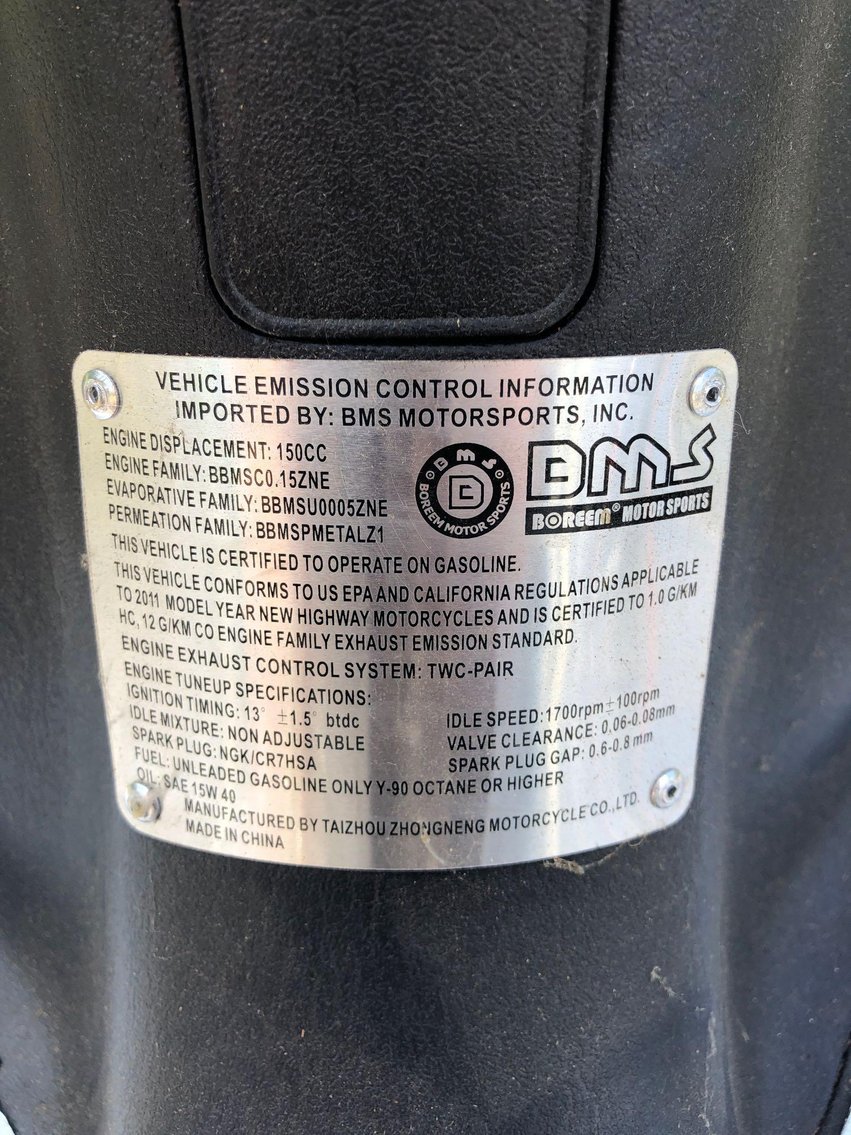 VEHICLE EMISSION CONTROL INFORMATION
IMPORTED BY: BMS MOTORSPORTS, INC.
ENGINE DISPLACEMENT: 150CC
ENGINE FAMILY: BBMSC0.15ZNE
EVAPORATIVE FAMILY: BBMSU0005ZNE
PERMEATION FAMILY: BBMSPMETALZ1
BMS
BOREEM MOTOR SPORTS
BMS
BOREEM® MOTOR SPORTS
THIS VEHICLE IS CERTIFIED TO OPERATE ON GASOLINE.
THIS VEHICLE CONFORMS TO US EPA AND CALIFORNIA REGULATIONS APPLICABLE
TO 2011 MODEL YEAR NEW HIGHWAY MOTORCYCLES AND IS CERTIFIED TO 1.0 G/KM
HC, 12 G/KM CO ENGINE FAMILY EXHAUST EMISSION STANDARD.
ENGINE EXHAUST CONTROL SYSTEM: TWC-PAIR
ENGINE TUNEUP SPECIFICATIONS:
IGNITION TIMING: 13° ±1.5° btdc
IDLE MIXTURE: NON ADJUSTABLE
SPARK PLUG: NGK/CR7HSA
IDLE SPEED:1700rpm±100rpm
VALVE CLEARANCE: 0.06-0.08mm
SPARK PLUG GAP: 0.6-0.8 mm
FUEL: UNLEADED GASOLINE ONLY Y-90 OCTANE OR HIGHER
OIL: SAE 15W 40
MANUFACTURED BY TAIZHOU ZHONGNENG MOTORCYCLE CO.,LTD.
MADE IN CHINA